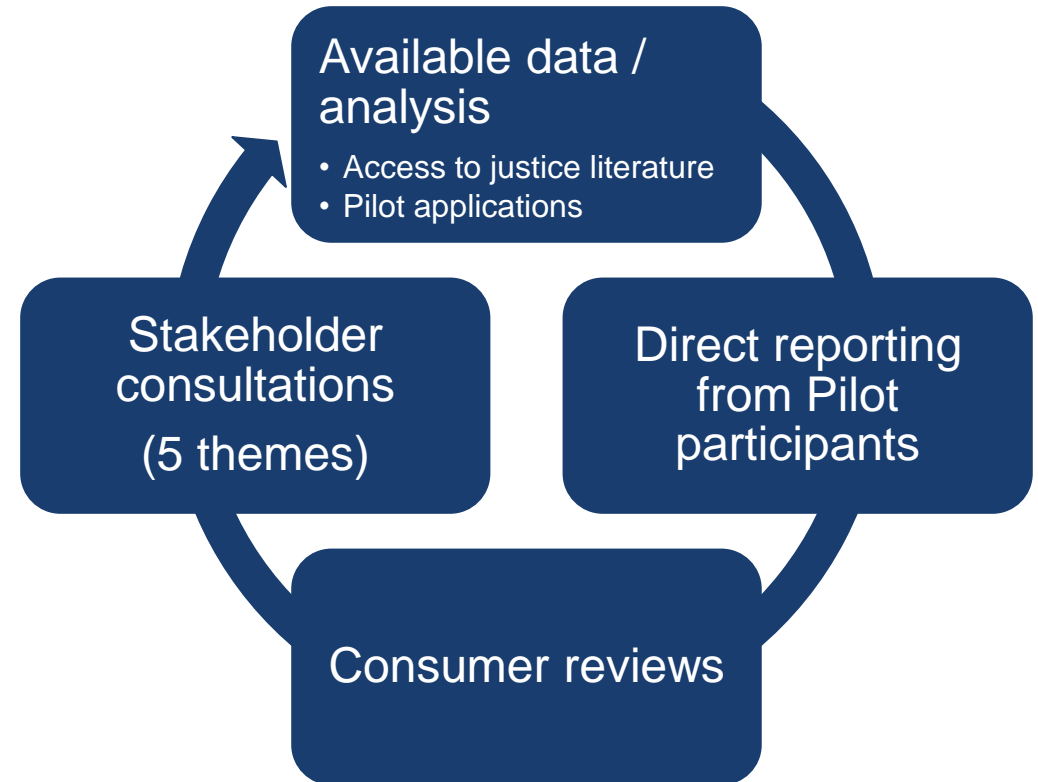 Available data /
analysis
• Access to justice literature
• Pilot applications
Stakeholder
consultations
(5 themes)
Direct reporting
from Pilot
participants
Consumer reviews